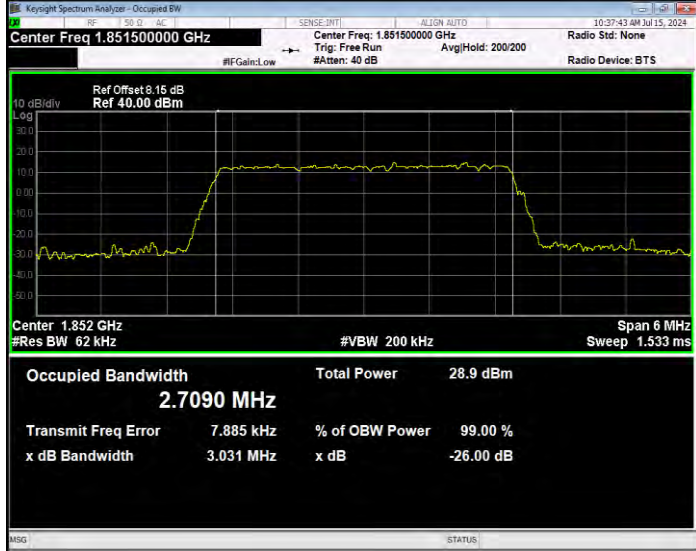 Keysight Spectrum Analyzer - Occupied BW
RF 50 Ω AC SENSE:INT ALIGN AUTO 10:37:43 AM Jul 15, 2024
Center Freq 1.851500000 GHz
Center Freq: 1.851500000 GHz
Radio Std: None
Trig: Free Run Avg|Hold: 200/200
#IFGain:Low #Atten: 40 dB Radio Device: BTS
Ref Offset 8.15 dB
10 dB/div Ref 40.00 dBm
Log
30.0
20.0
10.0
0.00
-10.0
-20.0
-30.0
-40.0
-50.0
Center 1.852 GHz Span 6 MHz
#Res BW 62 kHz #VBW 200 kHz Sweep 1.533 ms
Occupied Bandwidth Total Power 28.9 dBm
2.7090 MHz
Transmit Freq Error 7.885 kHz % of OBW Power 99.00 %
x dB Bandwidth 3.031 MHz x dB -26.00 dB
MSG STATUS